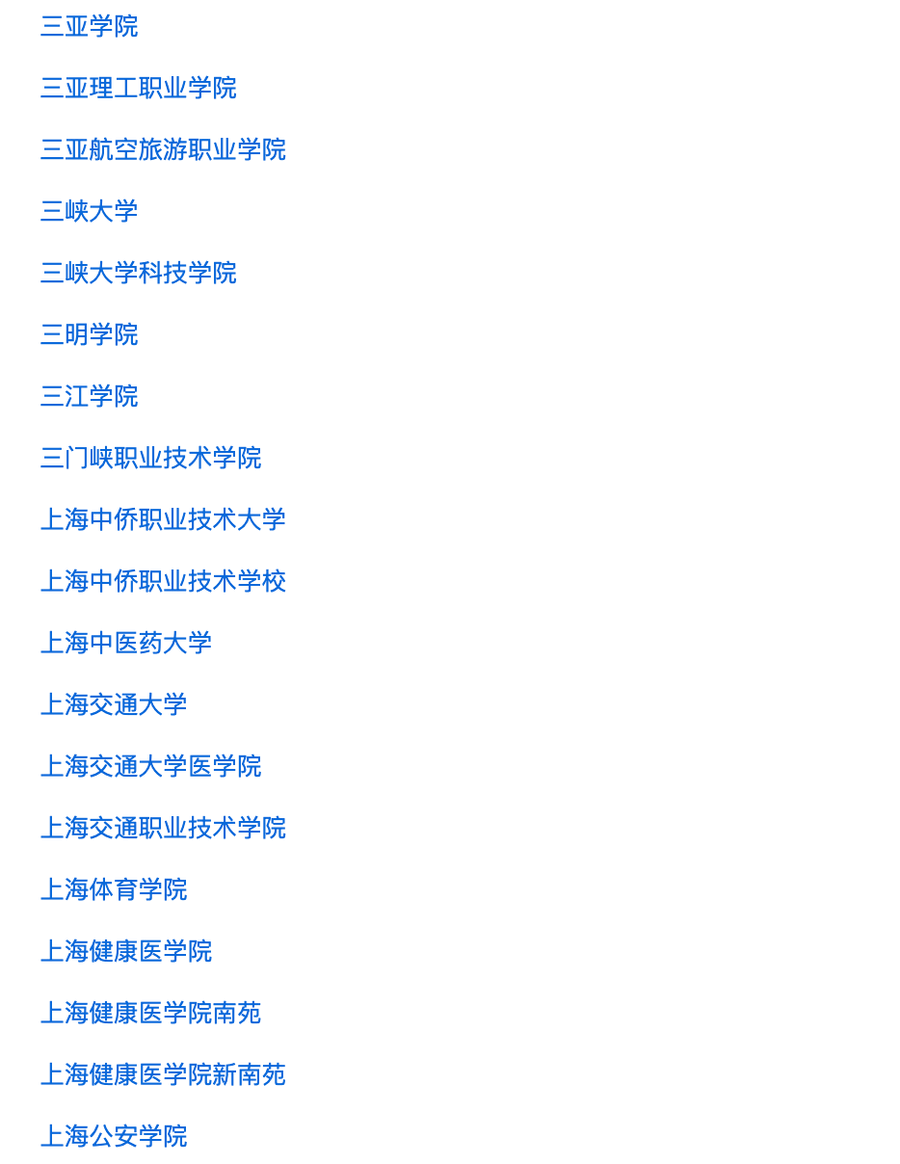 三亚学院
三亚理工职业学院
三亚航空旅游职业学院
三峡大学
三峡大学科技学院
三明学院
三江学院
三门峡职业技术学院
上海中侨职业技术大学
上海中侨职业技术学校
上海中医药大学
上海交通大学
上海交通大学医学院
上海交通职业技术学院
上海体育学院
上海健康医学院
上海健康医学院南苑
上海健康医学院新南苑
上海公安学院